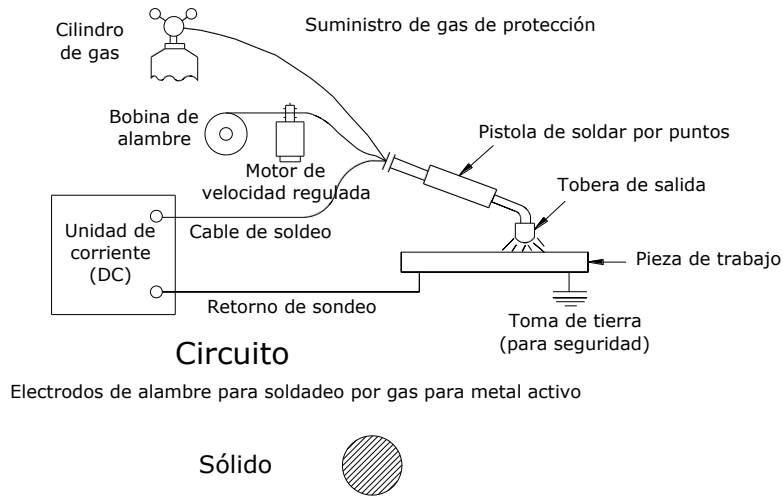 Cilindro
de gas
Suministro de gas de protección
Bobina de
alambre
Pistola de soldar por puntos
Motor de
velocidad regulada
Tobera de salida
Unidad de
corriente
(DC)
Cable de soldeo
Pieza de trabajo
Retorno de sondeo
Toma de tierra
(para seguridad)
Circuito
Electrodos de alambre para soldadeo por gas para metal activo
Sólido